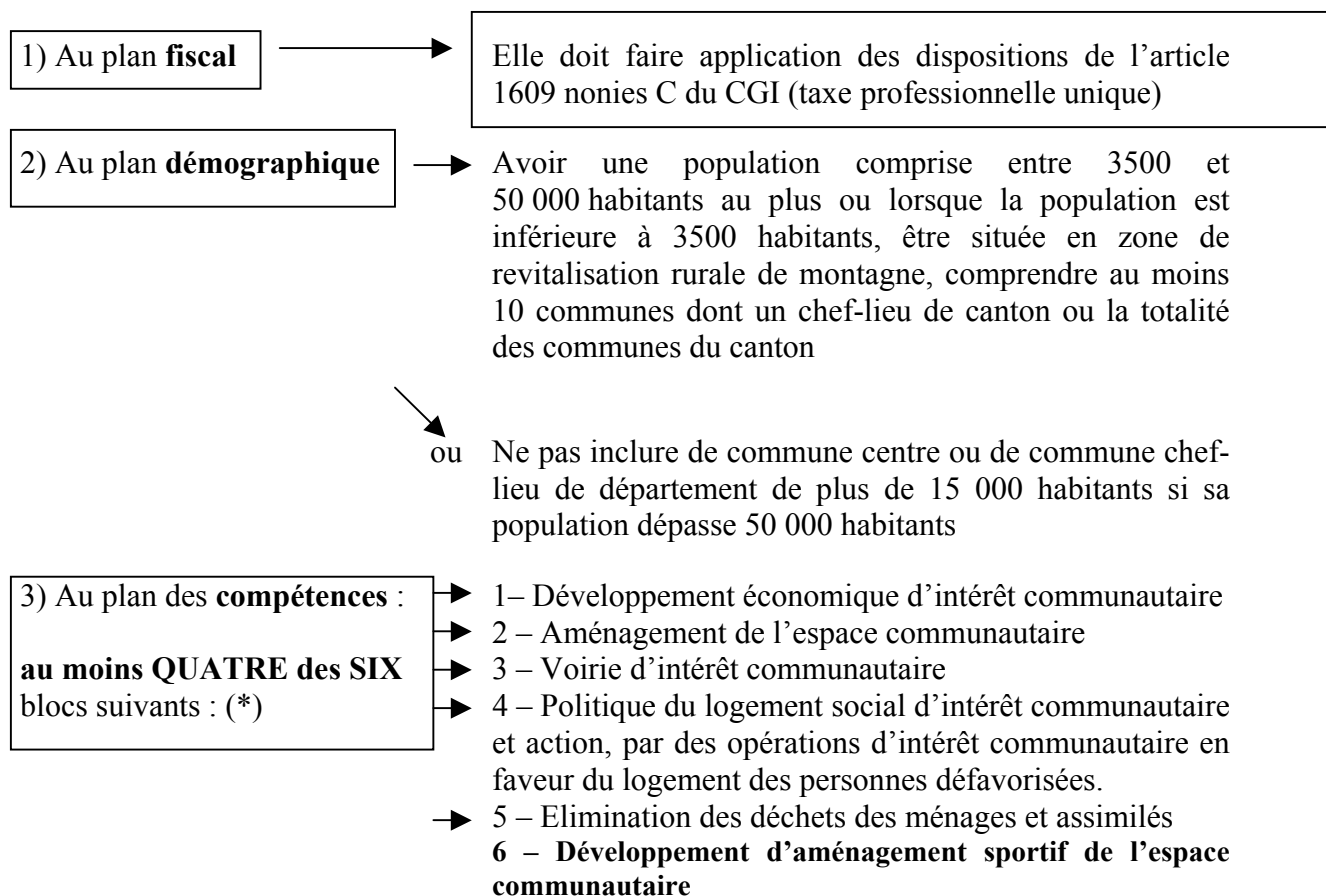 1) Au plan fiscal
Elle doit faire application des dispositions de l’article
1609 nonies C du CGI (taxe professionnelle unique)
2) Au plan démographique
Avoir une population comprise entre 3500 et
50 000 habitants au plus ou lorsque la population est
inférieure à 3500 habitants, être située en zone de
revitalisation rurale de montagne, comprendre au moins
10 communes dont un chef-lieu de canton ou la totalité
des communes du canton
ou Ne pas inclure de commune centre ou de commune chef-
lieu de département de plus de 15 000 habitants si sa
population dépasse 50 000 habitants
3) Au plan des compétences :
au moins QUATRE des SIX
blocs suivants : (*)
1– Développement économique d’intérêt communautaire
2 – Aménagement de l’espace communautaire
3 – Voirie d’intérêt communautaire
4 – Politique du logement social d’intérêt communautaire
et action, par des opérations d’intérêt communautaire en
faveur du logement des personnes défavorisées.
5 – Elimination des déchets des ménages et assimilés
6 – Développement d’aménagement sportif de l’espace
communautaire